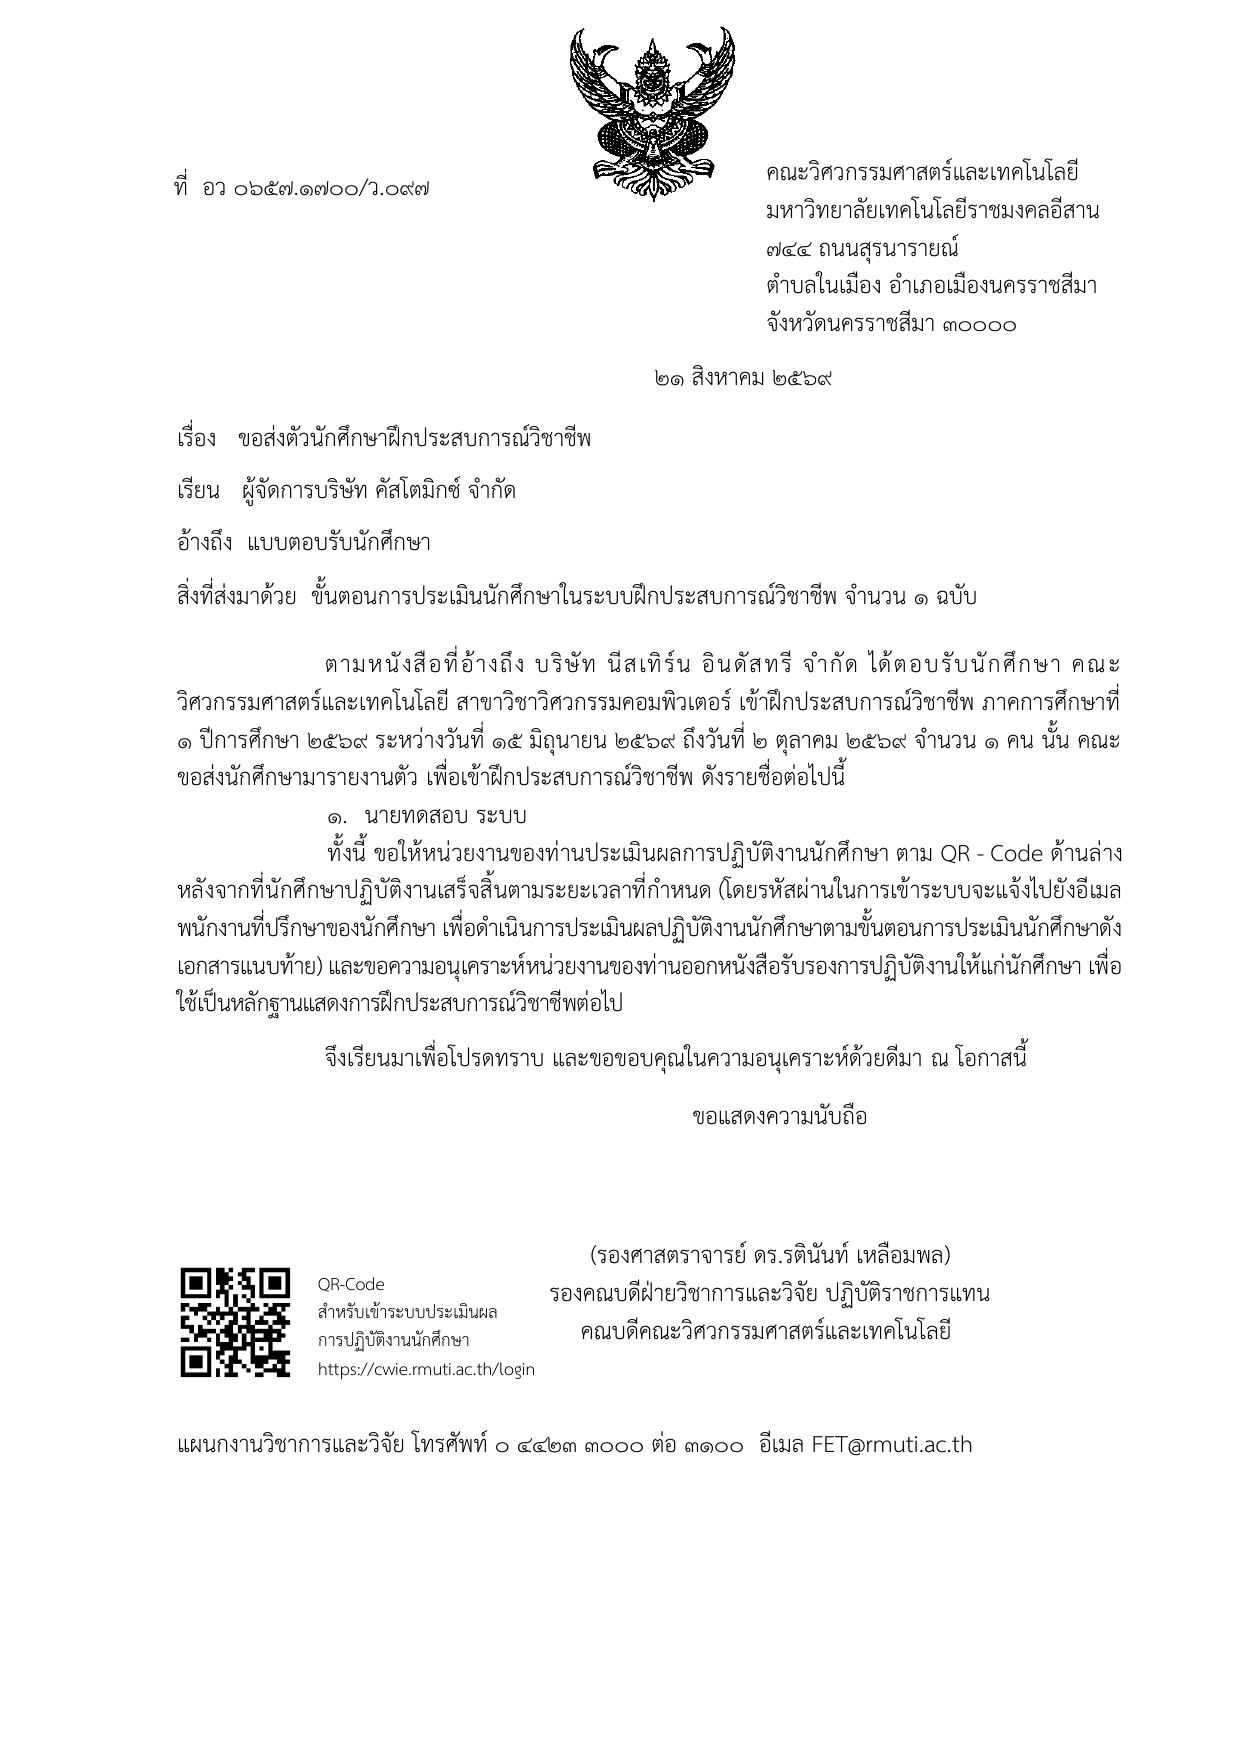 ที่ อว ๐๖๕๗.๑๗๐๐/ว.๐๙๗
คณะวิศวกรรมศาสตร์และเทคโนโลยี
มหาวิทยาลัยเทคโนโลยีราชมงคลอีสาน
๗๔๔ ถนนสุรนารายณ์
ตำบลในเมือง อำเภอเมืองนครราชสีมา
จังหวัดนครราชสีมา ๓๐๐๐๐
๒๑ สิงหาคม ๒๕๖๙
เรื่อง ขอส่งตัวนักศึกษาฝึกประสบการณ์วิชาชีพ
เรียน ผู้จัดการบริษัท คัสโตมิกซ์ จำกัด
อ้างถึง แบบตอบรับนักศึกษา
สิ่งที่ส่งมาด้วย ขั้นตอนการประเมินนักศึกษาในระบบฝึกประสบการณ์วิชาชีพ จำนวน ๑ ฉบับ
ตามหนังสือที่อ้างถึง บริษัท นีสเทิร์น อินดัสทรี จำกัด ได้ตอบรับนักศึกษา คณะ
วิศวกรรมศาสตร์และเทคโนโลยี สาขาวิชาวิศวกรรมคอมพิวเตอร์ เข้าฝึกประสบการณ์วิชาชีพ ภาคการศึกษาที่
๑ ปีการศึกษา ๒๕๖๙ ระหว่างวันที่ ๑๕ มิถุนายน ๒๕๖๙ ถึงวันที่ ๒ ตุลาคม ๒๕๖๙ จำนวน ๑ คน นั้น คณะ
ขอส่งนักศึกษามารายงานตัว เพื่อเข้าฝึกประสบการณ์วิชาชีพ ดังรายชื่อต่อไปนี้
๑. นายทดสอบ ระบบ
ทั้งนี้ ขอให้หน่วยงานของท่านประเมินผลการปฏิบัติงานนักศึกษา ตาม QR - Code ด้านล่าง
หลังจากที่นักศึกษาปฏิบัติงานเสร็จสิ้นตามระยะเวลาที่กำหนด (โดยรหัสผ่านในการเข้าระบบจะแจ้งไปยังอีเมล
พนักงานที่ปรึกษาของนักศึกษา เพื่อดำเนินการประเมินผลปฏิบัติงานนักศึกษาตามขั้นตอนการประเมินนักศึกษาดัง
เอกสารแนบท้าย) และขอความอนุเคราะห์หน่วยงานของท่านออกหนังสือรับรองการปฏิบัติงานให้แก่นักศึกษา เพื่อ
ใช้เป็นหลักฐานแสดงการฝึกประสบการณ์วิชาชีพต่อไป
จึงเรียนมาเพื่อโปรดทราบ และขอขอบคุณในความอนุเคราะห์ด้วยดีมา ณ โอกาสนี้
ขอแสดงความนับถือ
(รองศาสตราจารย์ ดร.รตินันท์ เหลือมพล)
รองคณบดีฝ่ายวิชาการและวิจัย ปฏิบัติราชการแทน
คณบดีคณะวิศวกรรมศาสตร์และเทคโนโลยี
QR-Code
สำหรับเข้าระบบประเมินผล
การปฏิบัติงานนักศึกษา
https://cwie.rmuti.ac.th/login
แผนกงานวิชาการและวิจัย โทรศัพท์ ๐ ๔๔๒๓ ๓๐๐๐ ต่อ ๓๑๐๐ อีเมล FET@rmuti.ac.th